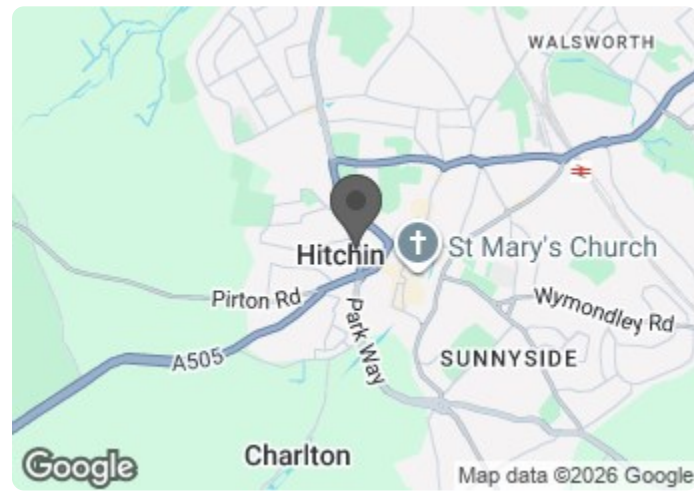 WALSWORTH
Hitchin
St Mary's Church
Pirton Rd
Wymondley Rd
Park Way
A505
SUNNYSIDE
Charlton
Google
Map data ©2026 Google